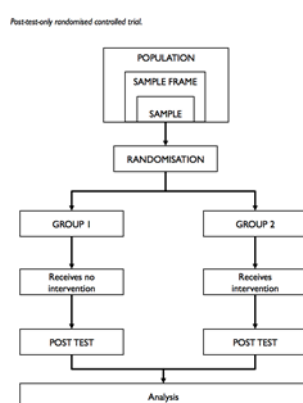 Post-test-only randomised controlled trial.
POPULATION
SAMPLE FRAME
SAMPLE
RANDOMISATION
GROUP 1
GROUP 2
Receives no
intervention
Receives
intervention
POST TEST
POST TEST
Analysis